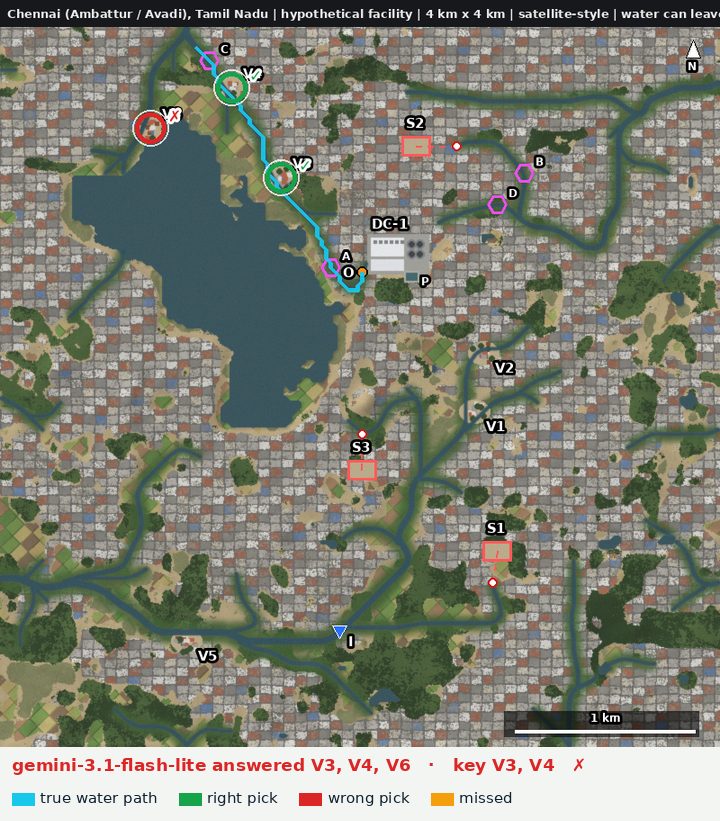 Chennai (Ambattur / Avadi), Tamil Nadu | hypothetical facility | 4 km x 4 km | satellite-style | water can leav
N
C
V4 ✓
V6 ✗
S2
B
V3 ✓
D
DC-1
A
O
P
V2
V1
S3
S1
I
V5
1 km
gemini-3.1-flash-lite answered V3, V4, V6 · key V3, V4 ✗
true water path right pick wrong pick missed